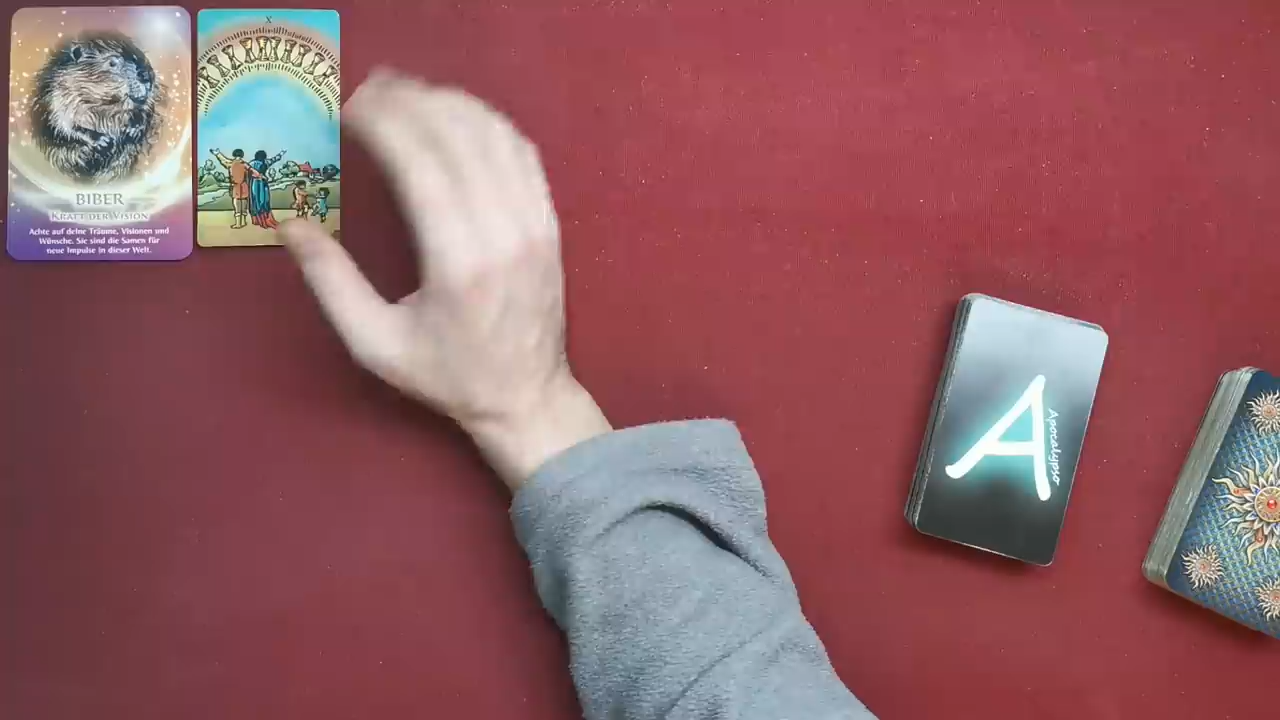 BIBER
KRAFT DER VISION
Achte auf deine Träume, Visionen und
Wünsche. Sie sind die Samen für
neue Impulse in dieser Welt.
X
A
Apocalypso